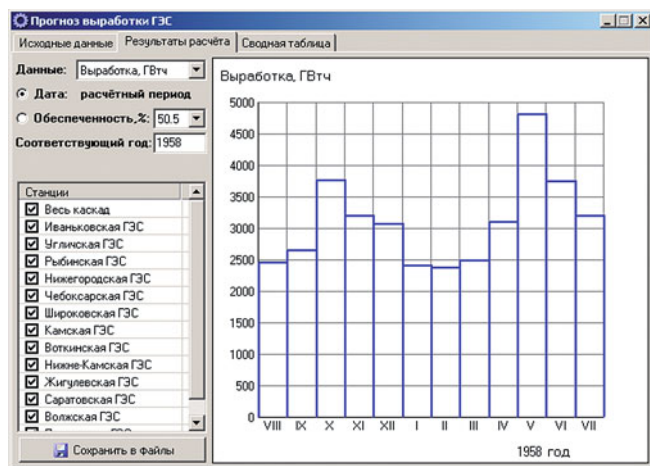 Прогноз выработки ГЭС
Исходные данные Результаты расчёта Сводная таблица
Данные: Выработка, ГВтч
Дата: расчётный период
Обеспеченность,%: 50.5
Соответствующий год: 1958
Станции
Весь каскад
Иваньковская ГЭС
Угличская ГЭС
Рыбинская ГЭС
Нижегородская ГЭС
Чебоксарская ГЭС
Широковская ГЭС
Камская ГЭС
Воткинская ГЭС
Нижне-Камская ГЭС
Жигулевская ГЭС
Саратовская ГЭС
Волжская ГЭС
Сохранить в файлы
Выработка, ГВтч
5000
4500
4000
3500
3000
2500
2000
1500
1000
500
0
VIII IX X XI XII I II III IV V VI VII
1958 год